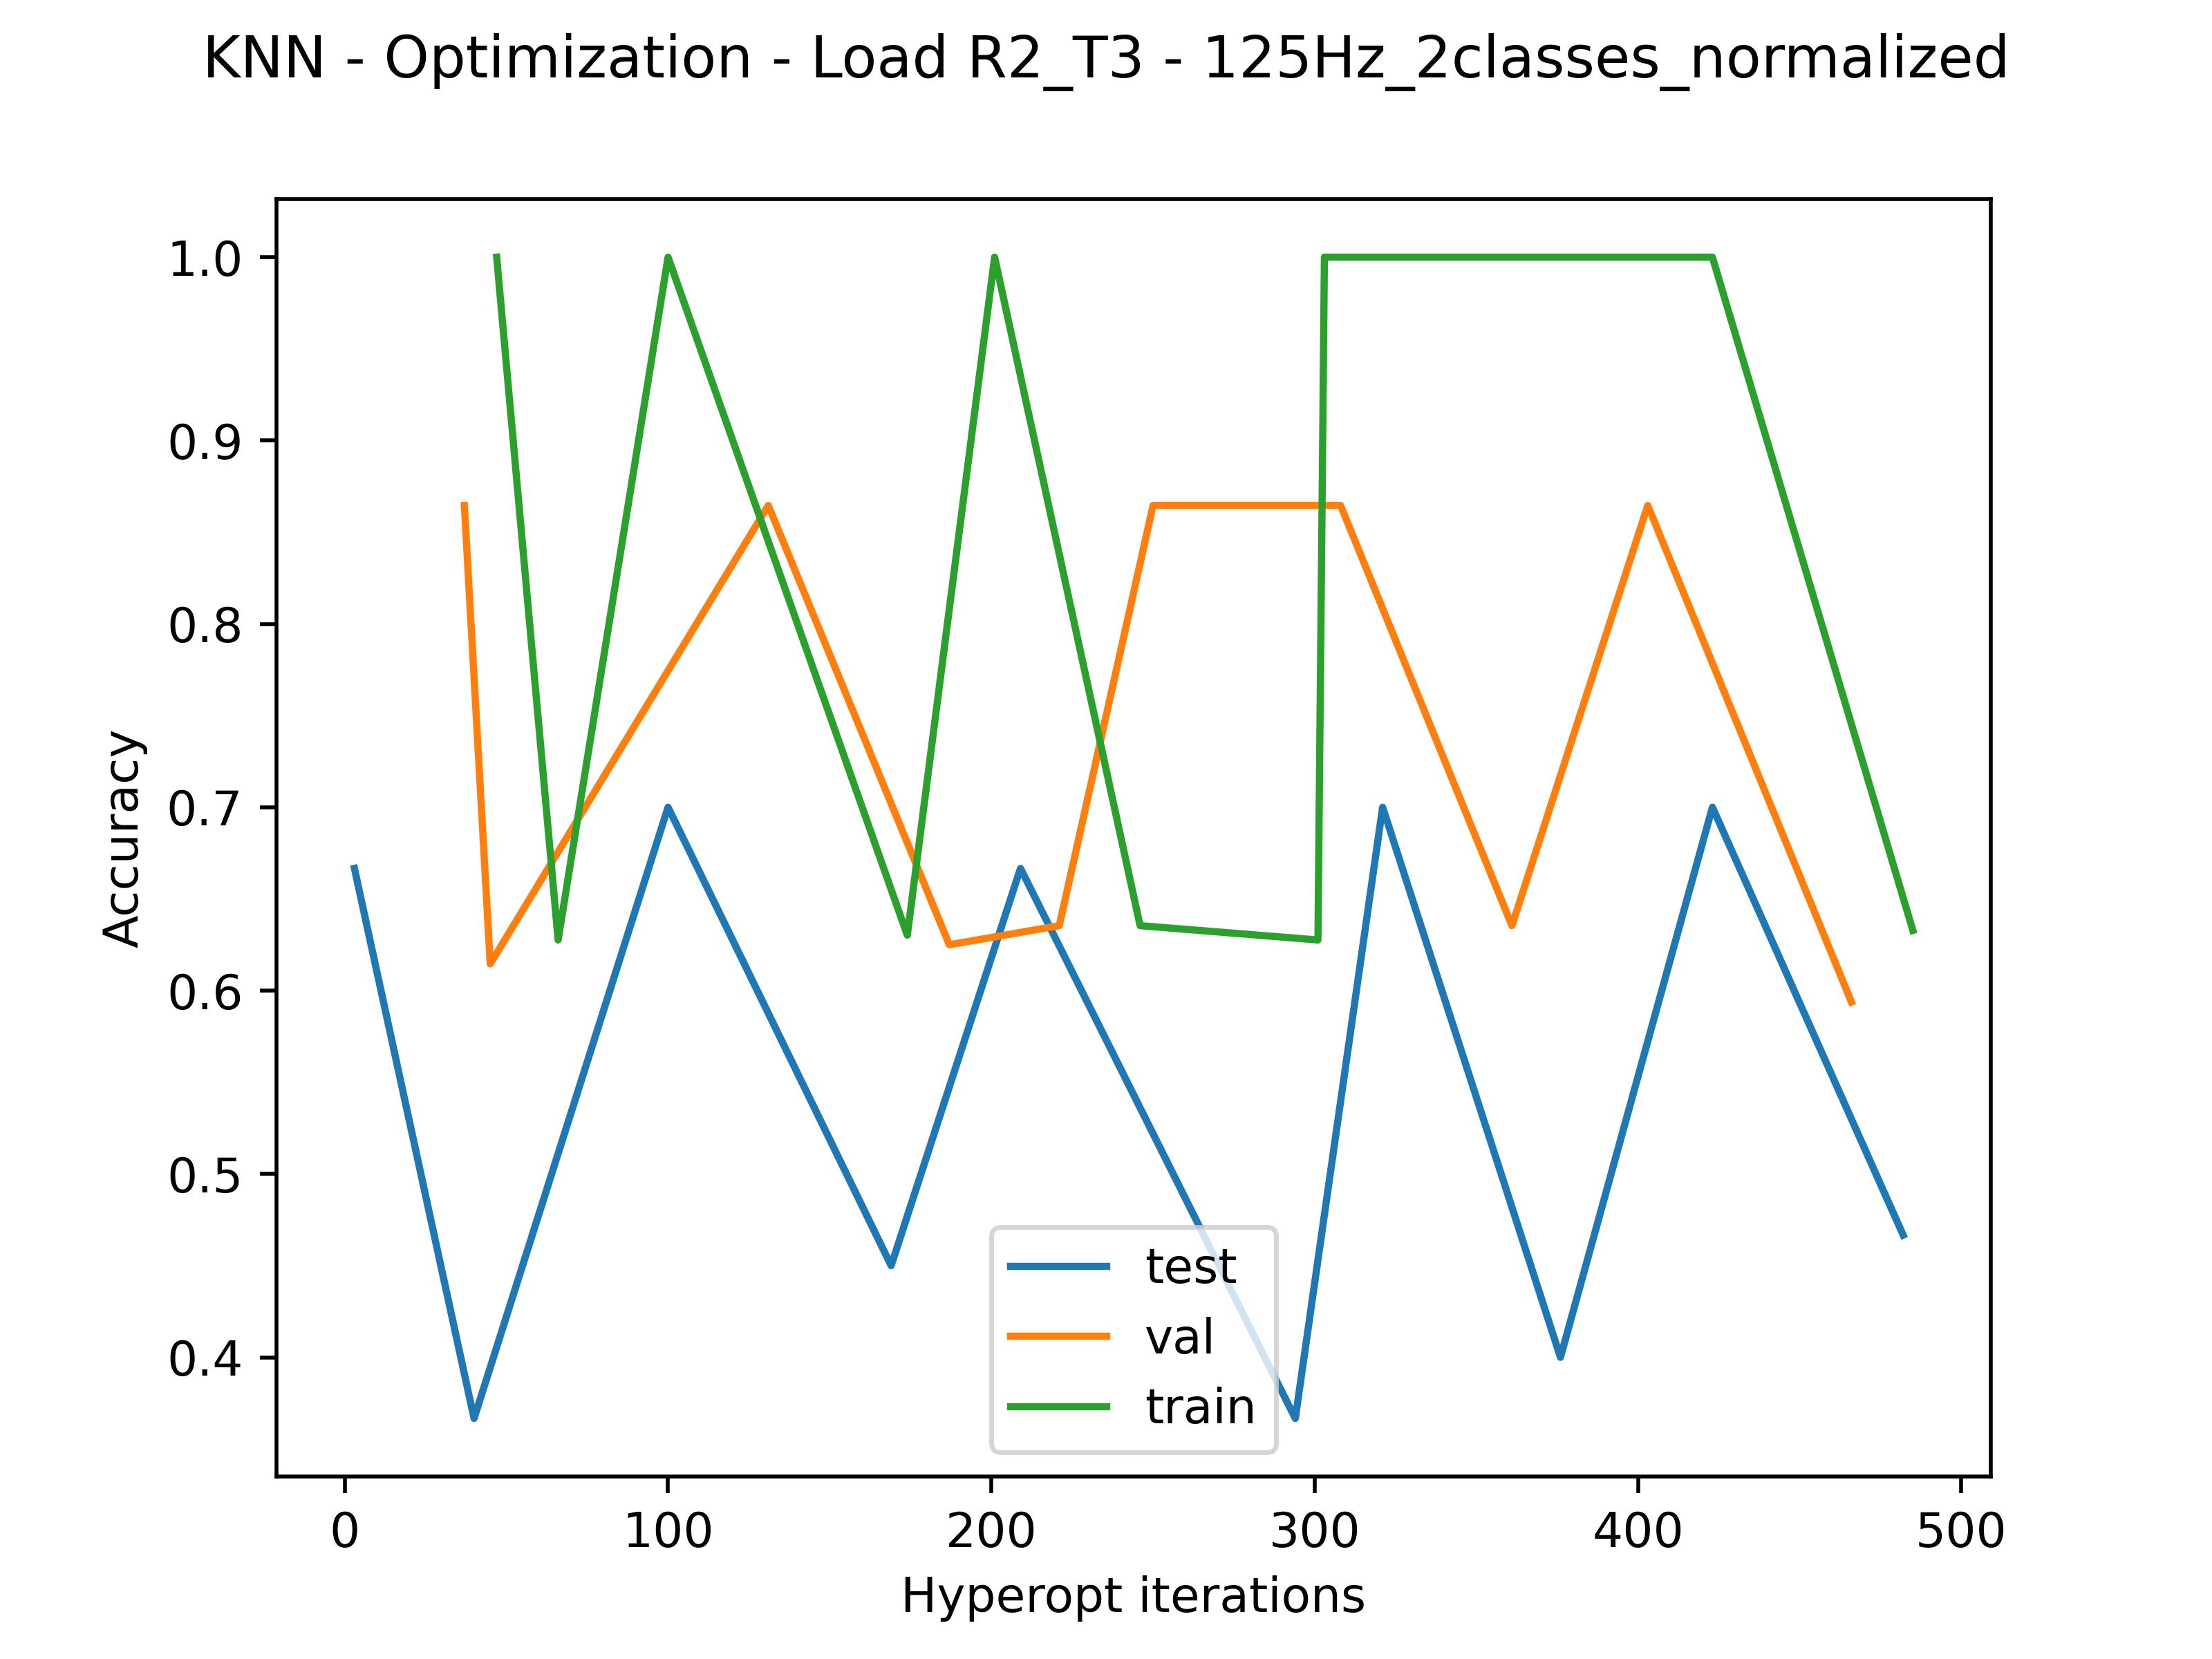 KNN - Optimization - Load R2_T3 - 125Hz_2classes_normalized
1.0
0.9
0.8
0.7
0.6
0.5
0.4
Accuracy
test
val
train
0 100 200 300 400 500
Hyperopt iterations